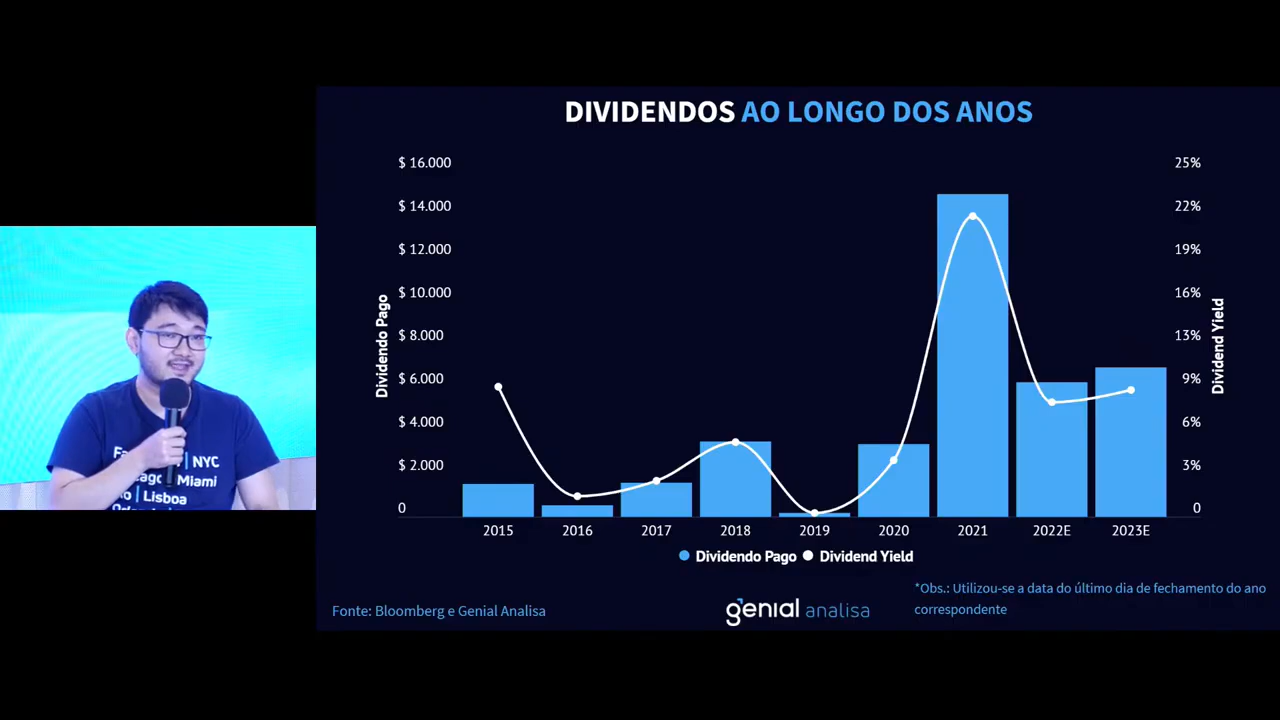 DIVIDENDOS AO LONGO DOS ANOS
$ 16.000
$ 14.000
$ 12.000
$ 10.000
$ 8.000
$ 6.000
$ 4.000
$ 2.000
0
Dividendo Pago
25%
22%
19%
16%
13%
9%
6%
3%
0
Dividend Yield
2015 2016 2017 2018 2019 2020 2021 2022E 2023E
Dividendo Pago Dividend Yield
*Obs.: Utilizou-se a data do último dia de fechamento do ano
correspondente
Fonte: Bloomberg e Genial Analisa
genial analisa
NYC
Miami
Lisboa